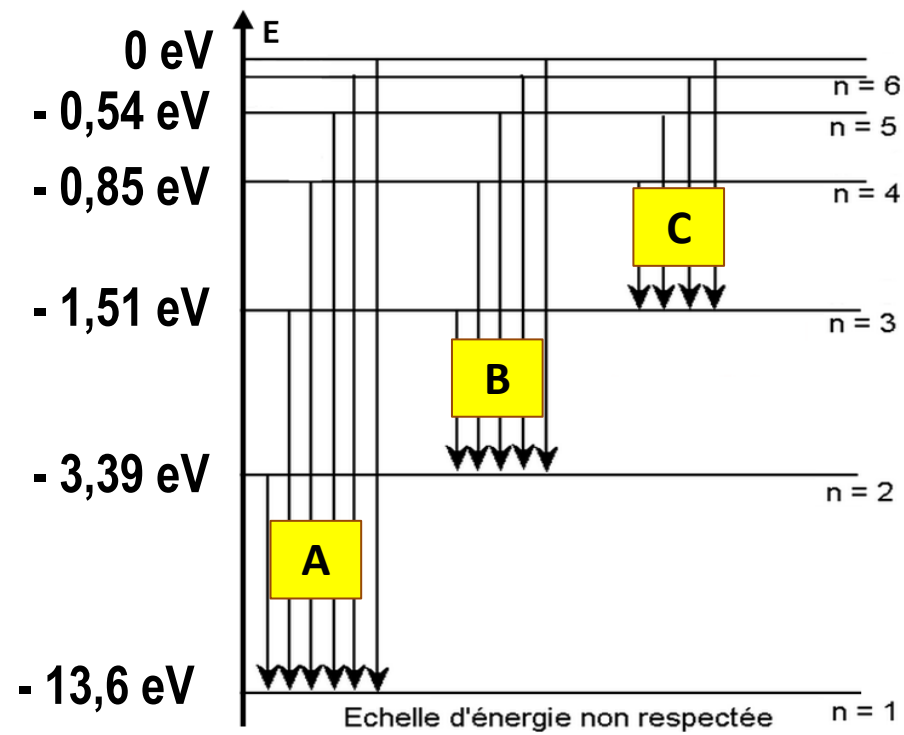 E
0 eV
n = 6
- 0,54 eV
n = 5
- 0,85 eV
n = 4
C
- 1,51 eV
n = 3
B
- 3,39 eV
n = 2
A
- 13,6 eV
n = 1
Echelle d'énergie non respectée